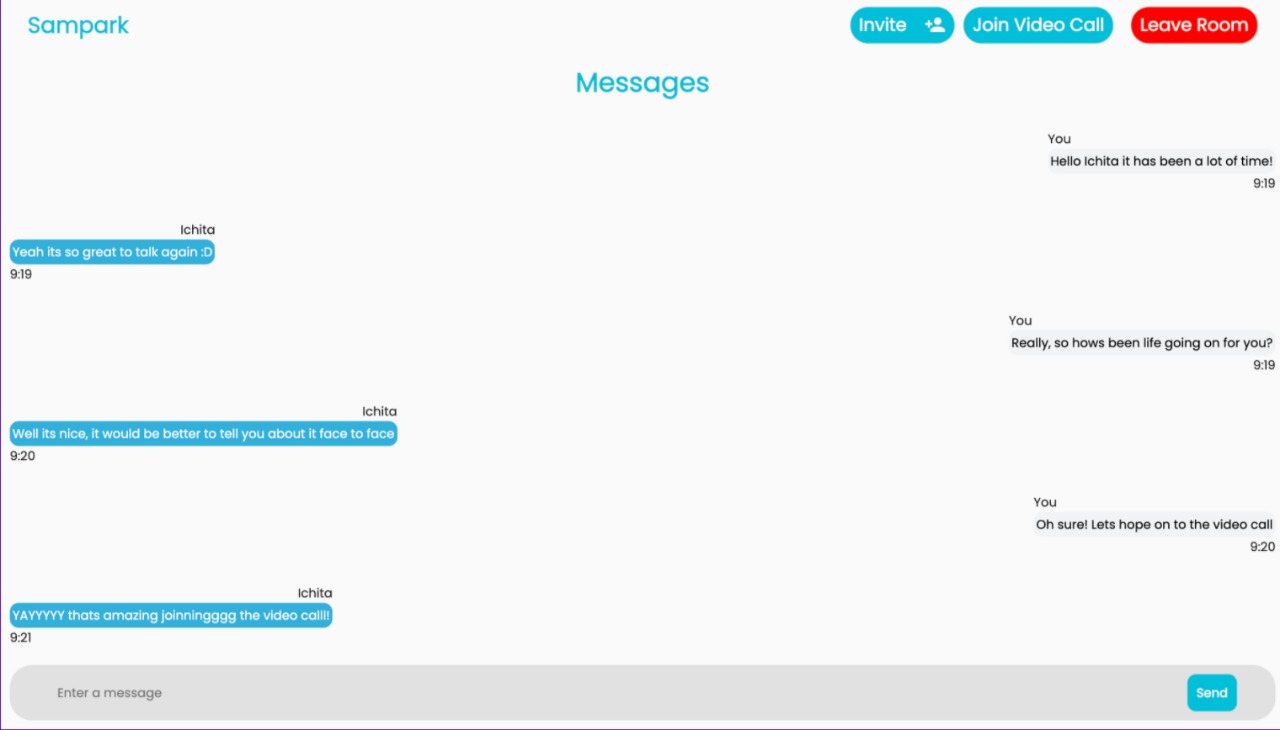 Sampark
Invite
Join Video Call
Leave Room
Messages
You
Hello Ichita it has been a lot of time!
9:19
Ichita
Yeah its so great to talk again :D
9:19
You
Really, so hows been life going on for you?
9:19
Ichita
Well its nice, it would be better to tell you about it face to face
9:20
You
Oh sure! Lets hope on to the video call
9:20
Ichita
YAYYYYY thats amazing joinningggg the video calll!
9:21
Enter a message
Send